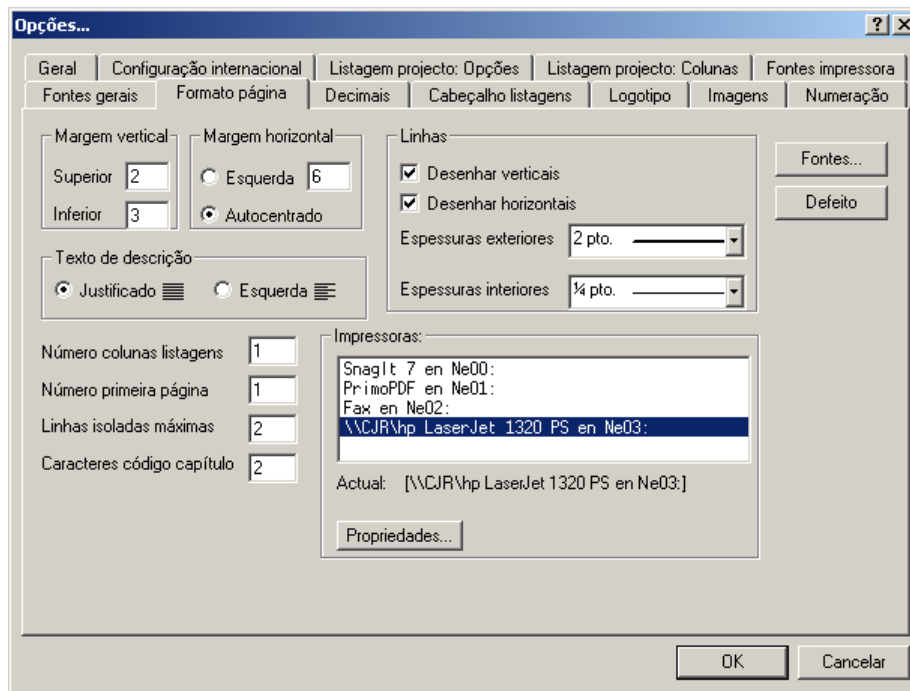 Opções...
Geral
Configuração internacional
Listagem projecto: Opções
Listagem projecto: Colunas
Fontes impressora
Fontes gerais
Formato página
Decimais
Cabeçalho listagens
Logotipo
Imagens
Numeração
Margem vertical
Superior 2
Inferior 3
Margem horizontal
Esquerda 6
Autocentrado
Linhas
Desenhar verticais
Desenhar horizontais
Espessuras exteriores 2 pto.
Espessuras interiores ¼ pto.
Fontes...
Defeito
Texto de descrição
Justificado
Esquerda
Número colunas listagens 1
Número primeira página 1
Linhas isoladas máximas 2
Caracteres código capítulo 2
Impressoras:
SnagIt 7 en Ne00:
PrimoPDF en Ne01:
Fax en Ne02:
\\CJR\hp LaserJet 1320 PS en Ne03:
Actual: [\\CJR\hp LaserJet 1320 PS en Ne03:]
Propriedades...
OK
Cancelar